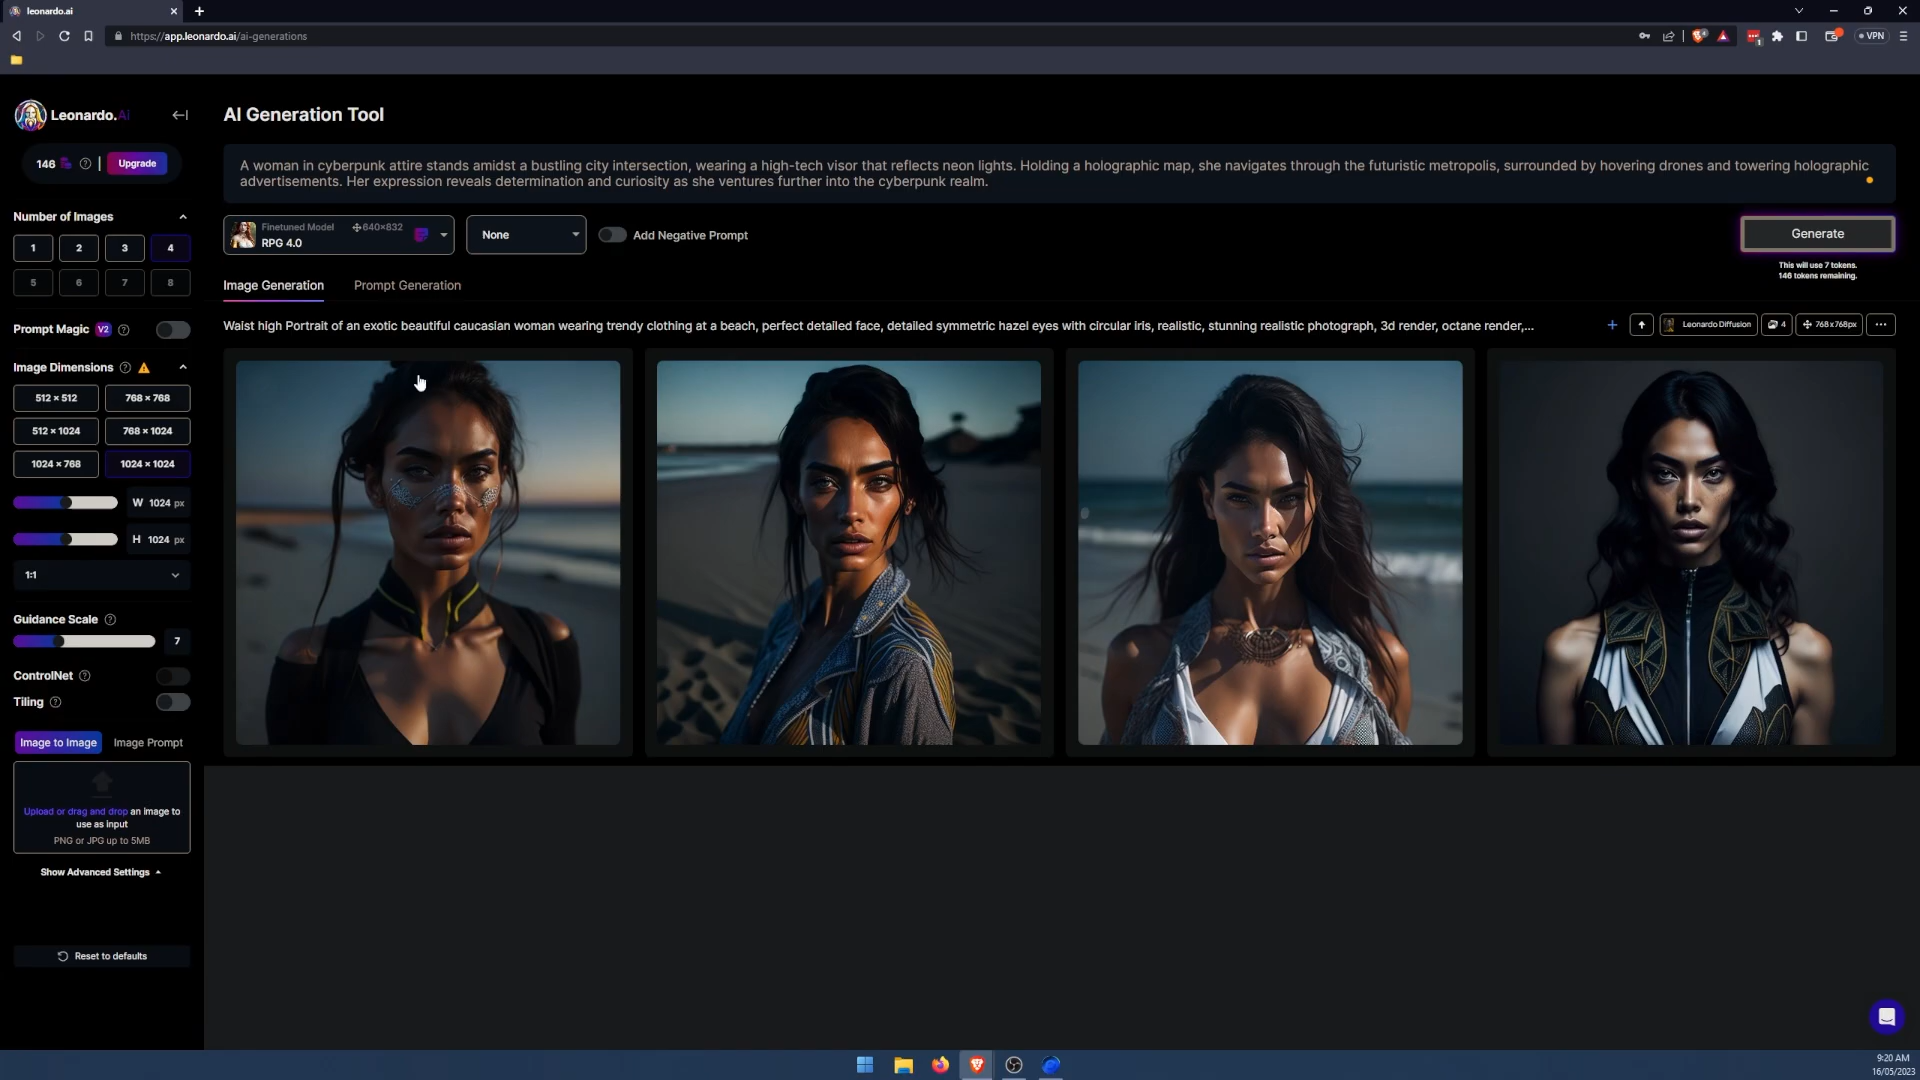 leonardo.ai
https://app.leonardo.ai/ai-generations
1
VPN
Leonardo.Ai
146
Upgrade
AI Generation Tool
A woman in cyberpunk attire stands amidst a bustling city intersection, wearing a high-tech visor that reflects neon lights. Holding a holographic map, she navigates through the futuristic metropolis, surrounded by hovering drones and towering holographic
advertisements. Her expression reveals determination and curiosity as she ventures further into the cyberpunk realm.
Finetuned Model
640×832
RPG 4.0
None
Add Negative Prompt
Generate
This will use 7 tokens.
146 tokens remaining.
Number of Images
1
2
3
4
5
6
7
8
Image Generation
Prompt Generation
Prompt Magic V2
Waist high Portrait of an exotic beautiful caucasian woman wearing trendy clothing at a beach, perfect detailed face, detailed symmetric hazel eyes with circular iris, realistic, stunning realistic photograph, 3d render, octane render,...
Leonardo Diffusion
4
768x768px
Image Dimensions
512 × 512
768 × 768
512 × 1024
768 × 1024
1024 × 768
1024 × 1024
W 1024 px
H 1024 px
1:1
Guidance Scale
7
ControlNet
Tiling
Image to Image
Image Prompt
Upload or drag and drop an image to
use as input
PNG or JPG up to 5MB
Show Advanced Settings
Reset to defaults
9:20 AM
16/05/2023